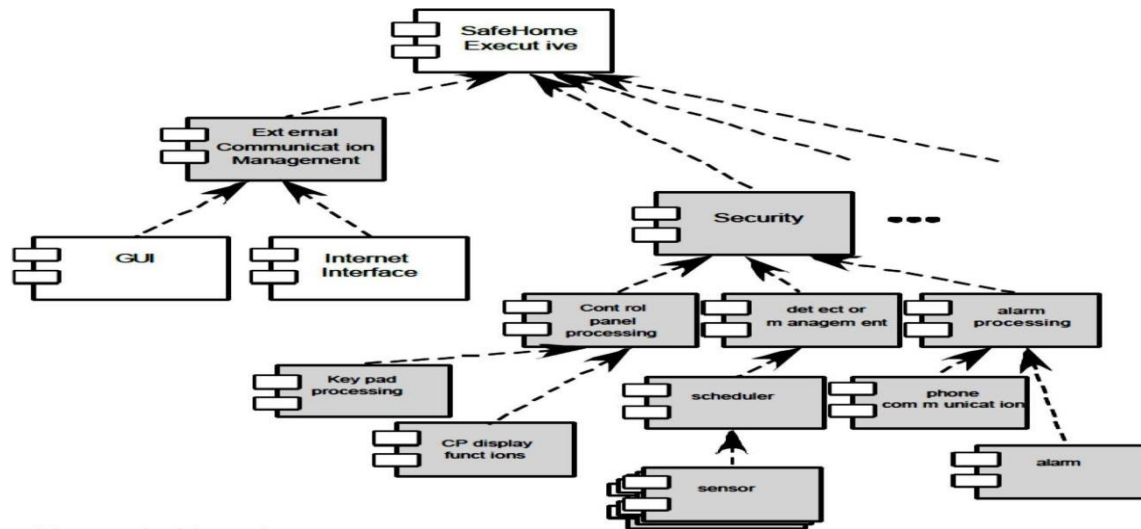 SafeHome
Execut ive
Ext ernal
Communicat ion
Management
Security
GUI
Internet
Interface
Cont rol
panel
processing
det ect or
m anagem ent
alarm
processing
Key pad
processing
scheduler
phone
com m unicat ion
CP display
funct ions
sensor
alarm